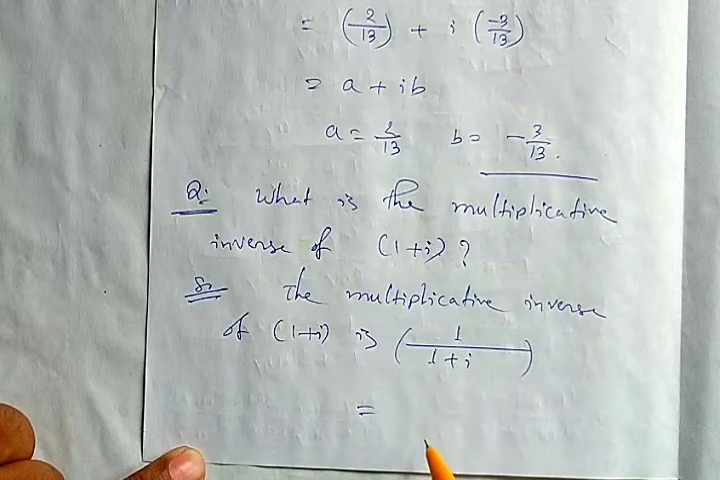 = (2/13) + i (-3/13)
= a + ib
a = 2/13 b = -3/13.
Q: What is the multiplicative
inverse of (1+i)?
S: The multiplicative inverse
of (1+i) is (1/1+i)
=